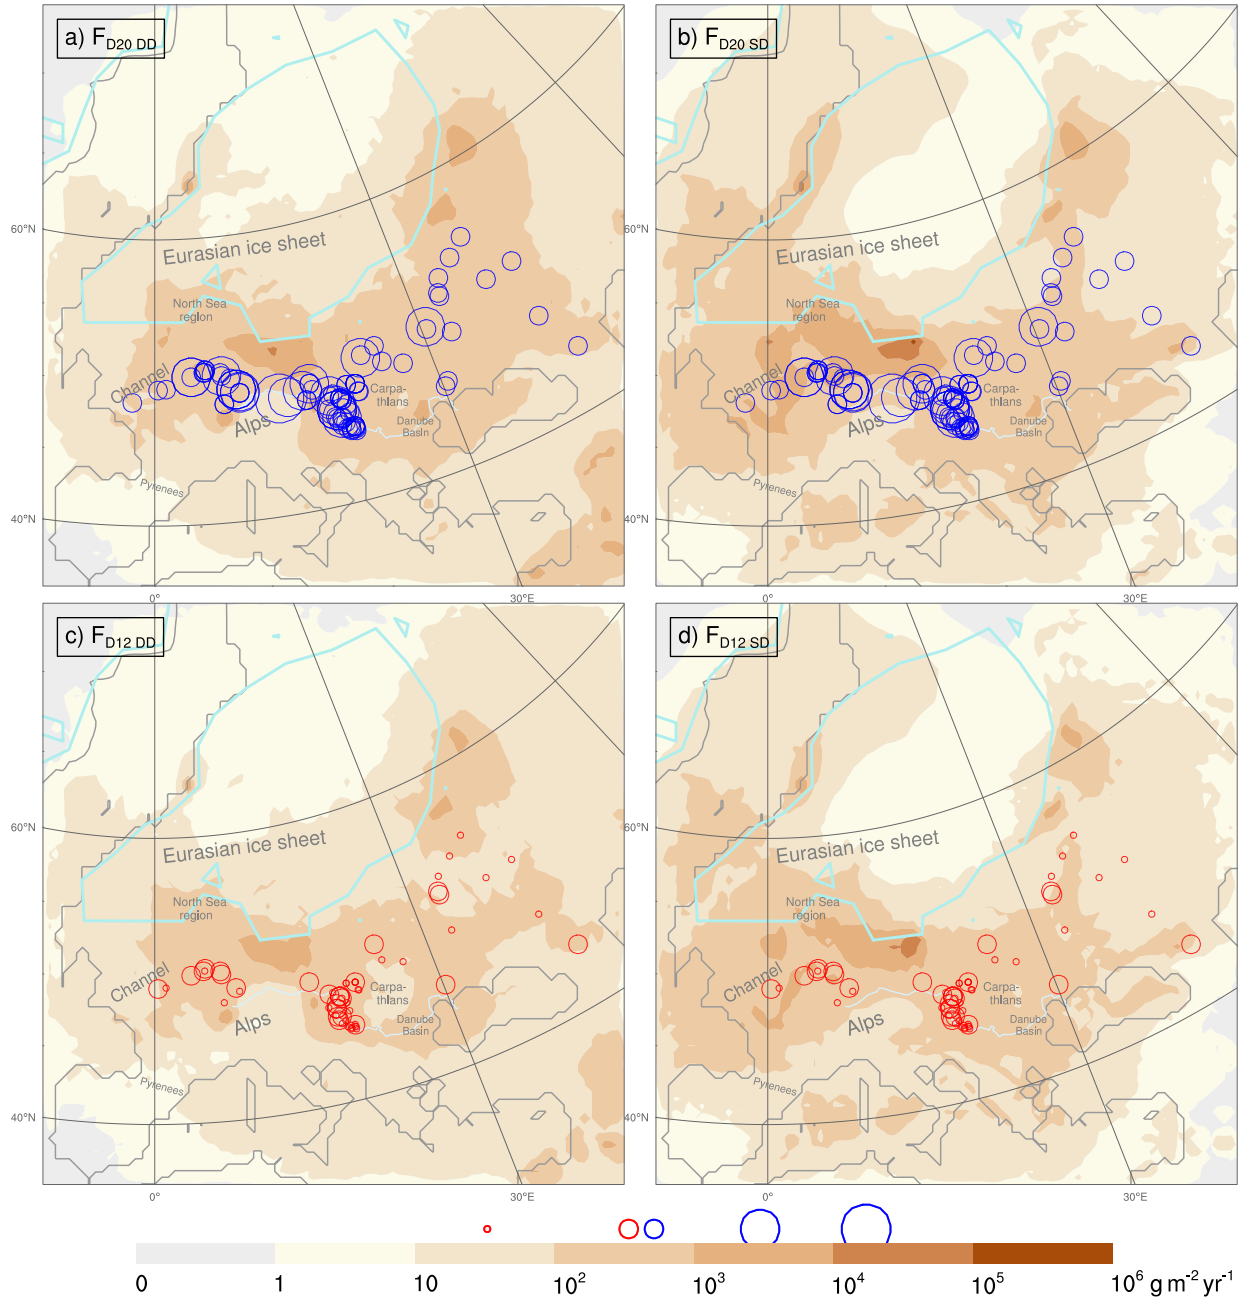 a) F_D20 DD
b) F_D20 SD
60°N
60°N
Eurasian ice sheet
Eurasian ice sheet
North Sea
region
North Sea
region
Channel
Channel
Carpa-
thians
Carpa-
thians
Alps
Alps
Danube
Basin
Danube
Basin
Pyrenees
Pyrenees
40°N
40°N
0°
30°E
0°
30°E
c) F_D12 DD
d) F_D12 SD
60°N
60°N
Eurasian ice sheet
Eurasian ice sheet
North Sea
region
North Sea
region
Channel
Channel
Carpa-
thians
Carpa-
thians
Alps
Alps
Danube
Basin
Danube
Basin
Pyrenees
Pyrenees
40°N
40°N
0°
30°E
0°
30°E
0 1 10 10² 10³ 10⁴ 10⁵ 10⁶ g m⁻² yr⁻¹